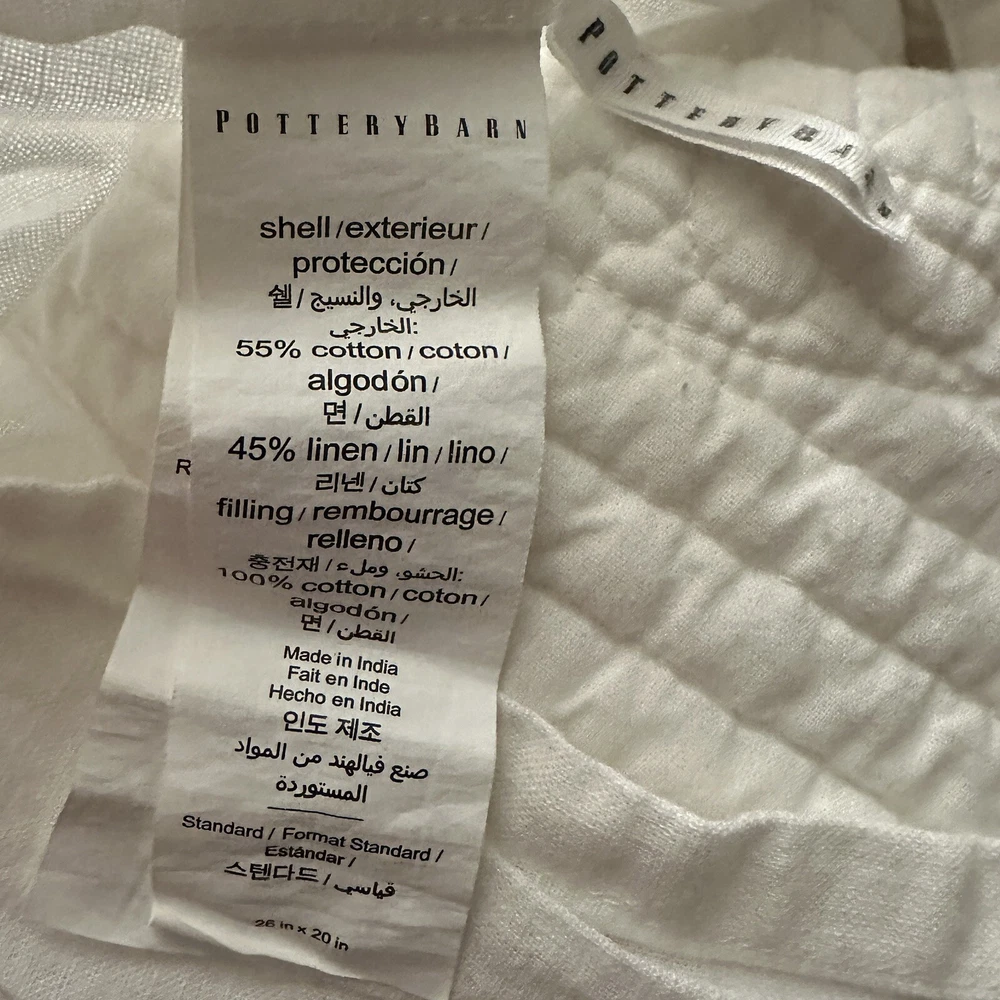 POTTERYBARN
POTTERYBARN
shell/exterieur/
protección/
쉘/الخارجي، والنسيج
الخارجي:
55% cotton/coton/
algodón/
면/القطن
R
45% linen/lin/lino/
리넨/كتان
filling/rembourrage/
relleno/
충전재/الحشو، وملء:
100% cotton/coton/
algodón/
면/القطن
Made in India
Fait en Inde
Hecho en India
인도 제조
صنع فيالهند من المواد
المستوردة
Standard / Format Standard /
Estándar /
스텐다드/قياسي
26 in x 20 in